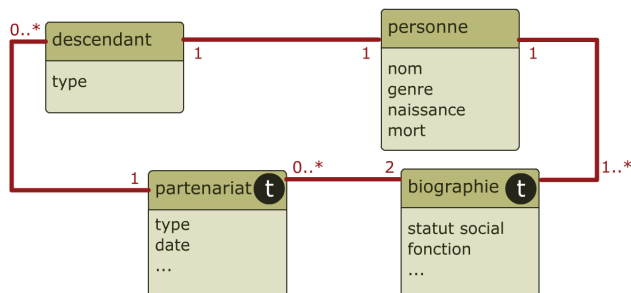 0..*
descendant
type
1
1
personne
nom
genre
naissance
mort
1
1
partenariat t
type
date
...
0..*
2
biographie t
statut social
fonction
...
1..*